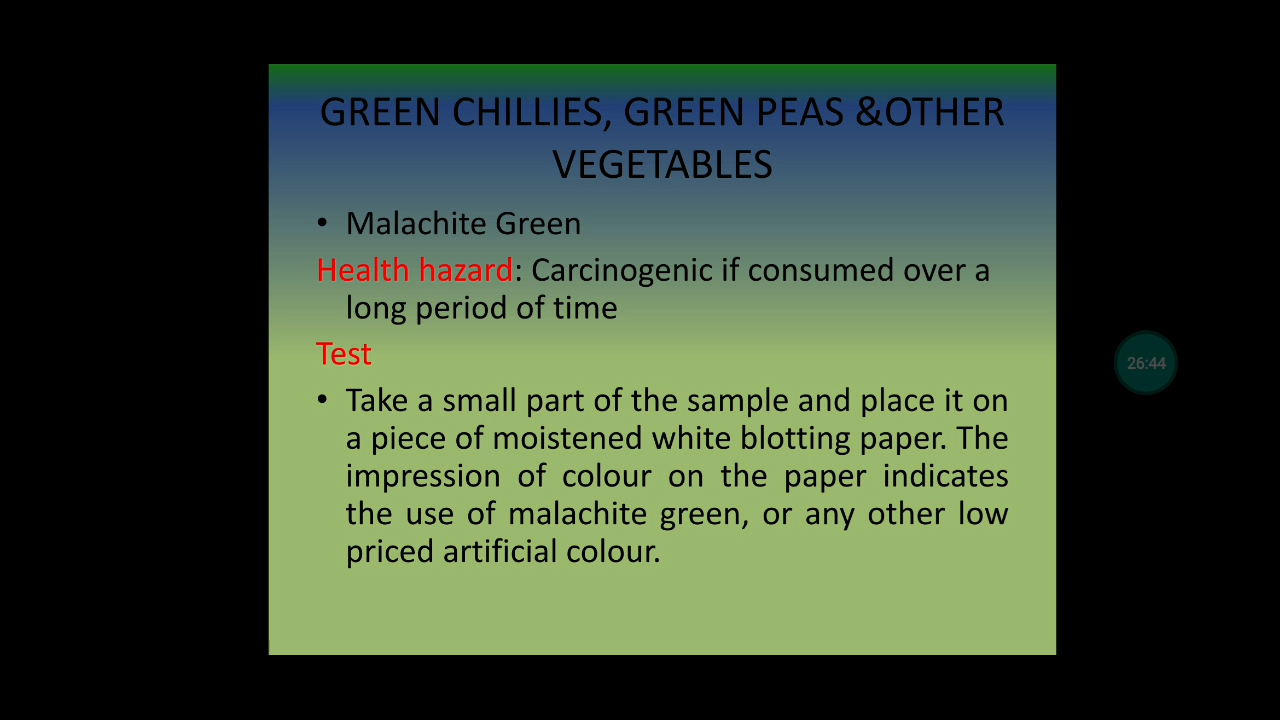 GREEN CHILLIES, GREEN PEAS &OTHER
VEGETABLES
• Malachite Green
Health hazard: Carcinogenic if consumed over a
long period of time
Test
• Take a small part of the sample and place it on
a piece of moistened white blotting paper. The
impression of colour on the paper indicates
the use of malachite green, or any other low
priced artificial colour.
26:44